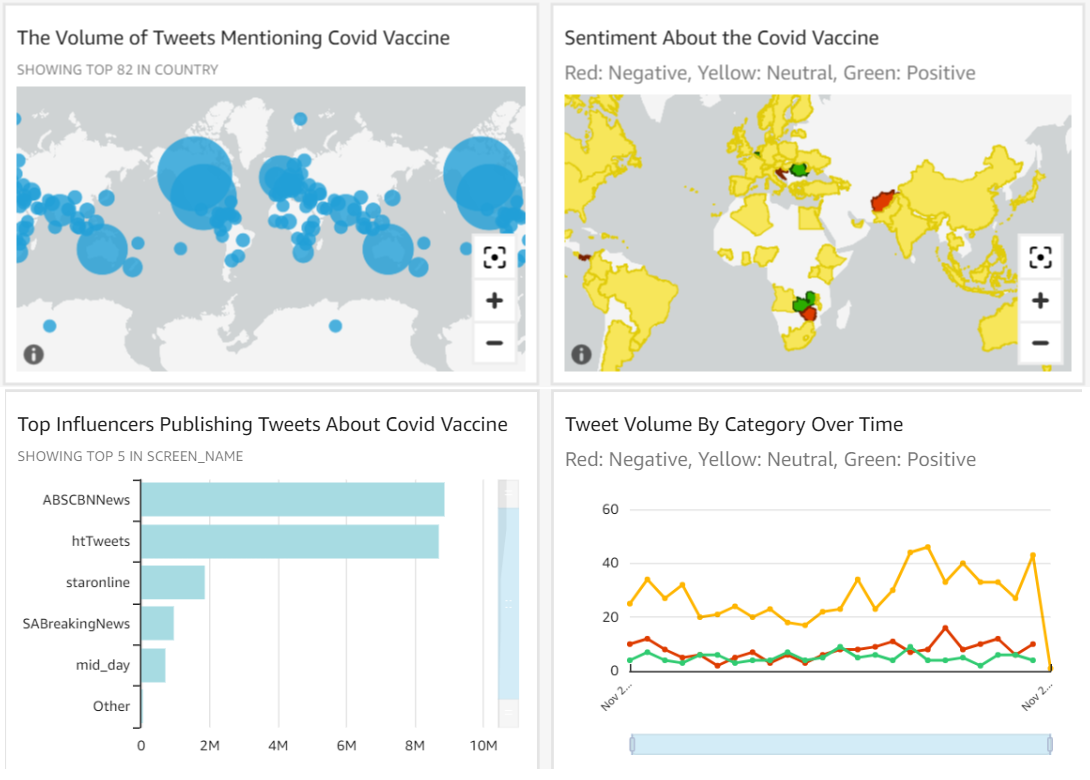 The Volume of Tweets Mentioning Covid Vaccine
SHOWING TOP 82 IN COUNTRY
Sentiment About the Covid Vaccine
Red: Negative, Yellow: Neutral, Green: Positive
Top Influencers Publishing Tweets About Covid Vaccine
SHOWING TOP 5 IN SCREEN_NAME
ABSCBNNews
htTweets
staronline
SABreakingNews
mid_day
Other
0 2M 4M 6M 8M 10M
Tweet Volume By Category Over Time
Red: Negative, Yellow: Neutral, Green: Positive
60
40
20
0
Nov 2... Nov 2...